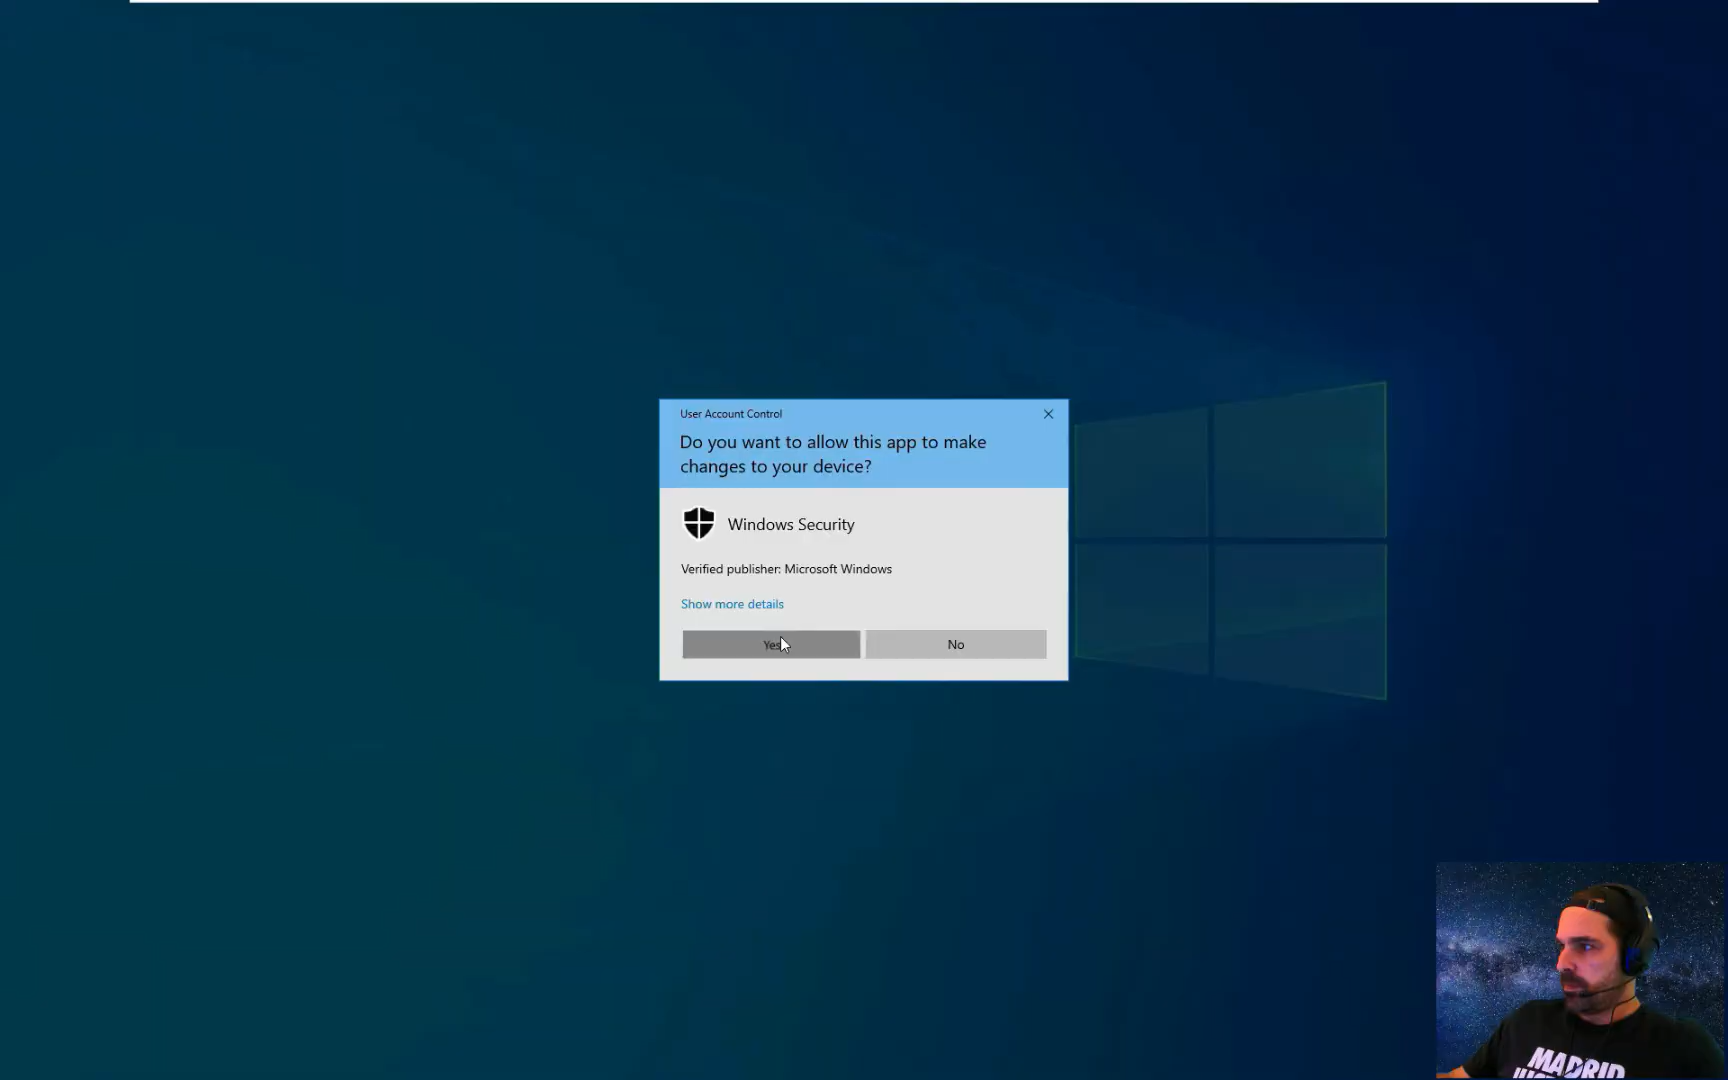 User Account Control
Do you want to allow this app to make
changes to your device?
Windows Security
Verified publisher: Microsoft Windows
Show more details
Yes
No
MADRID